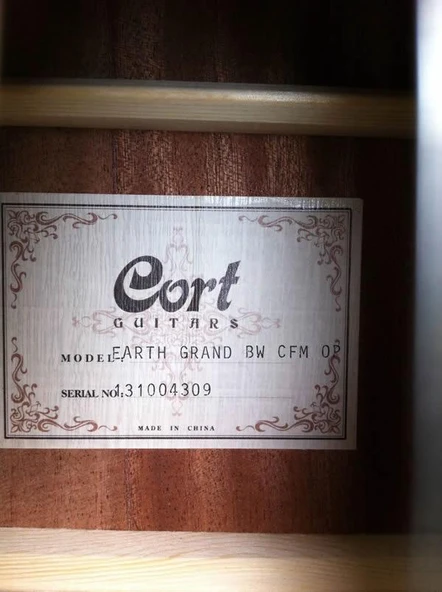 Cort
GUITARS
MODEL: EARTH GRAND BW CFM OP
SERIAL NO: 131004309
MADE IN CHINA